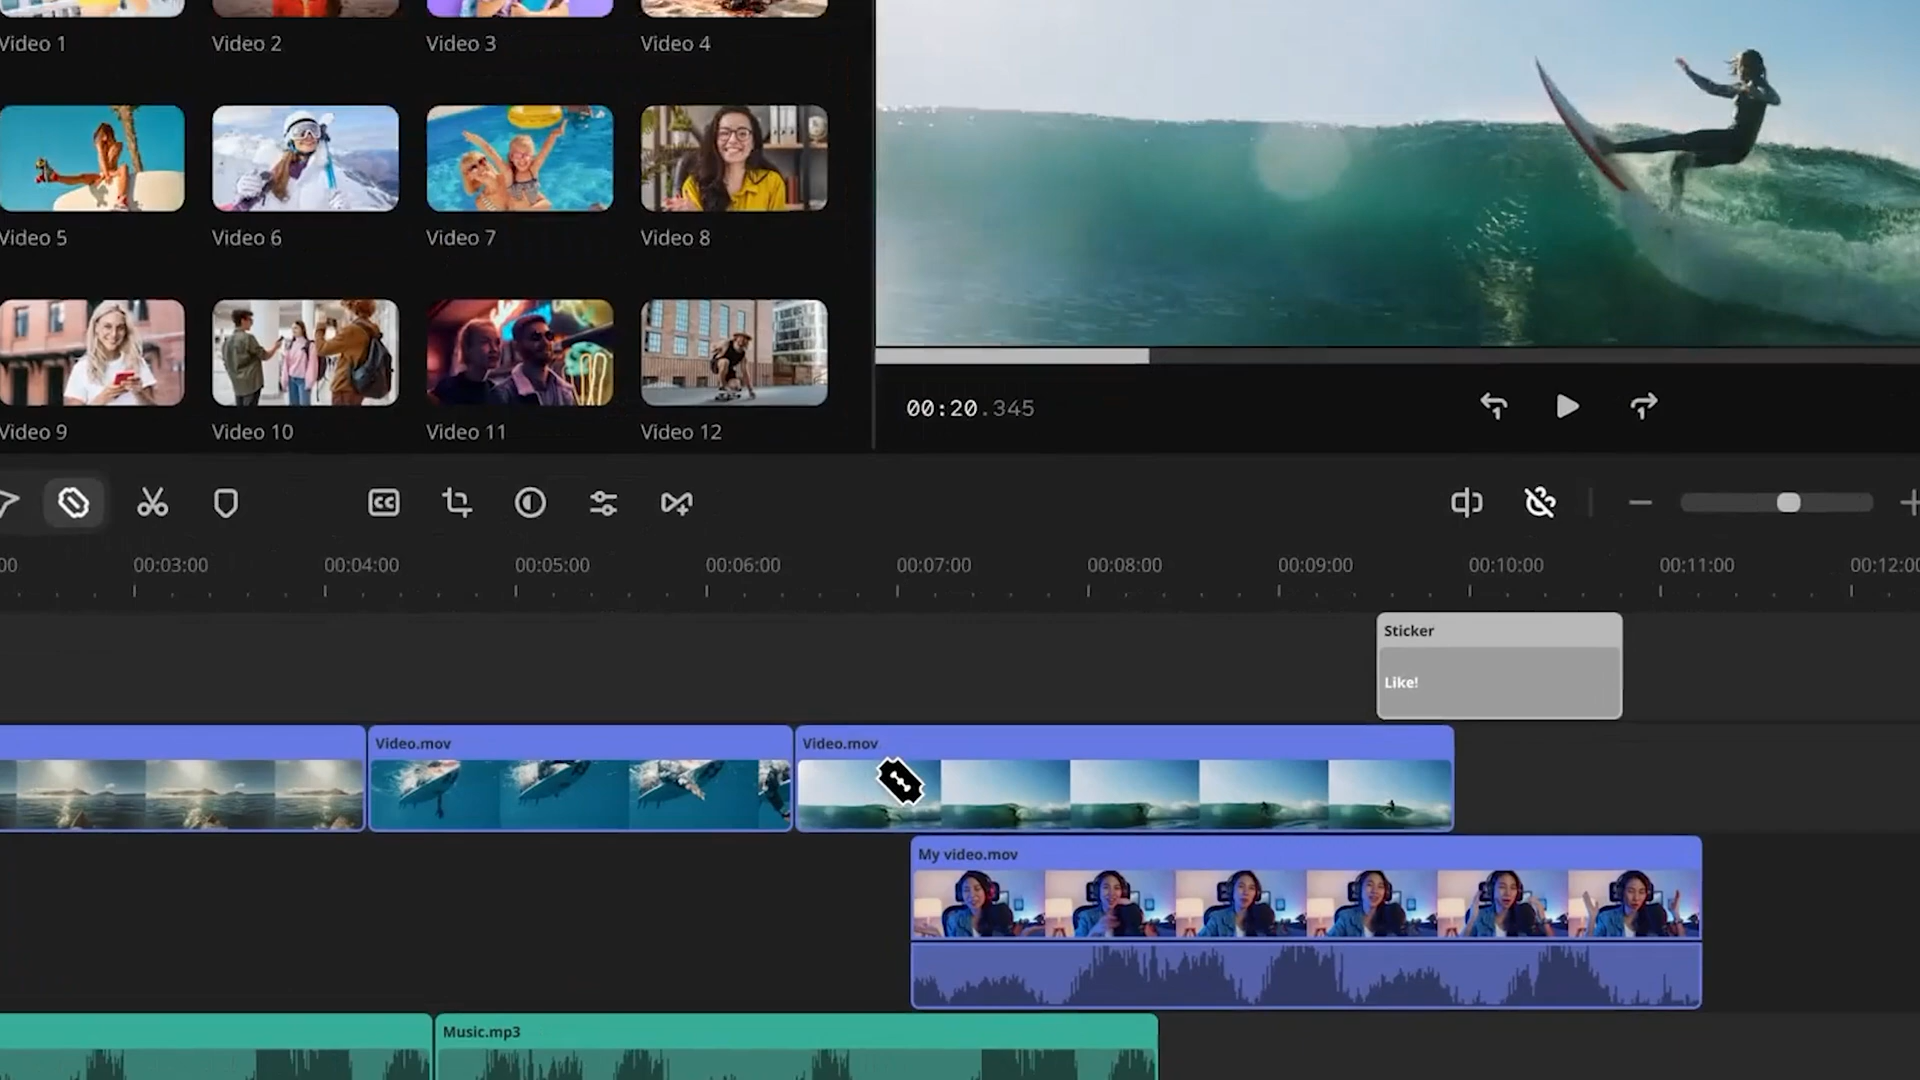 Video 1
Video 2
Video 3
Video 4
Video 5
Video 6
Video 7
Video 8
Video 9
Video 10
Video 11
Video 12
00:20.345
CC
00
00:03:00
00:04:00
00:05:00
00:06:00
00:07:00
00:08:00
00:09:00
00:10:00
00:11:00
00:12:00
Sticker
Like!
Video.mov
Video.mov
My video.mov
Music.mp3